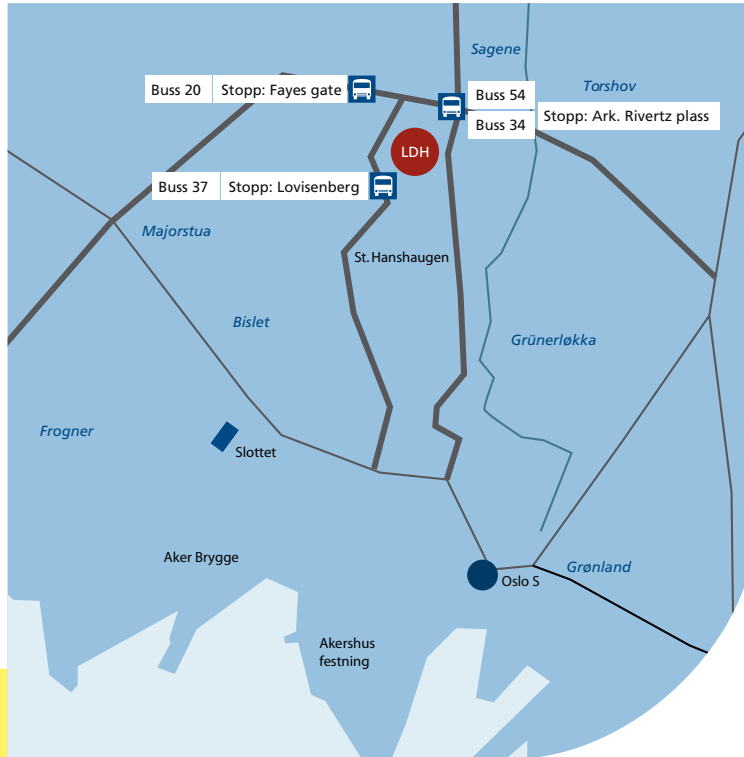 Sagene
Torshov
Buss 20 Stopp: Fayes gate
Buss 54
Buss 34
Stopp: Ark. Rivertz plass
LDH
Buss 37 Stopp: Lovisenberg
Majorstua
St. Hanshaugen
Bislet
Grünerløkka
Frogner
Slottet
Aker Brygge
Grønland
Oslo S
Akershus
festning